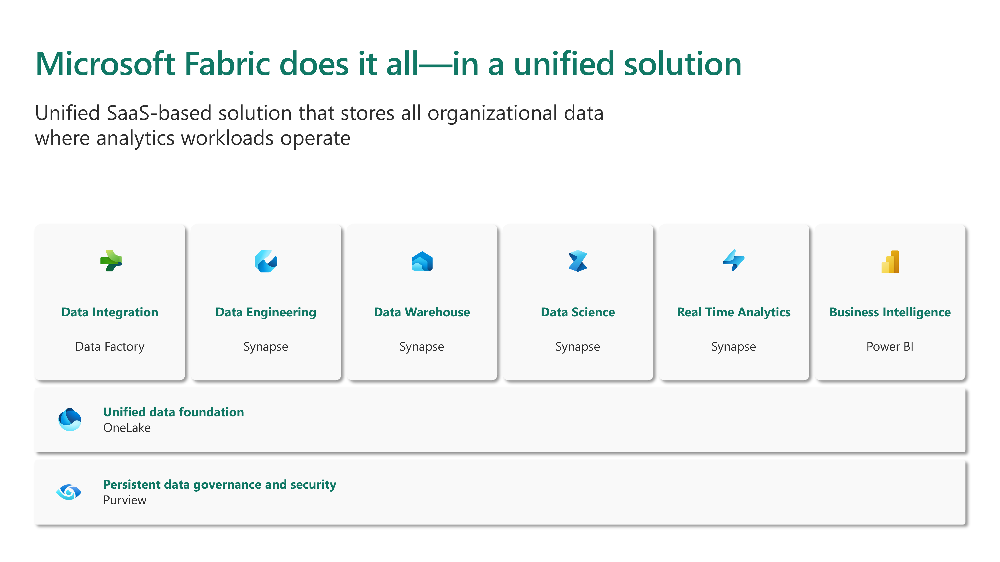 Microsoft Fabric does it all—in a unified solution
Unified SaaS-based solution that stores all organizational data
where analytics workloads operate
Data Integration
Data Factory
Data Engineering
Synapse
Data Warehouse
Synapse
Data Science
Synapse
Real Time Analytics
Synapse
Business Intelligence
Power BI
Unified data foundation
OneLake
Persistent data governance and security
Purview